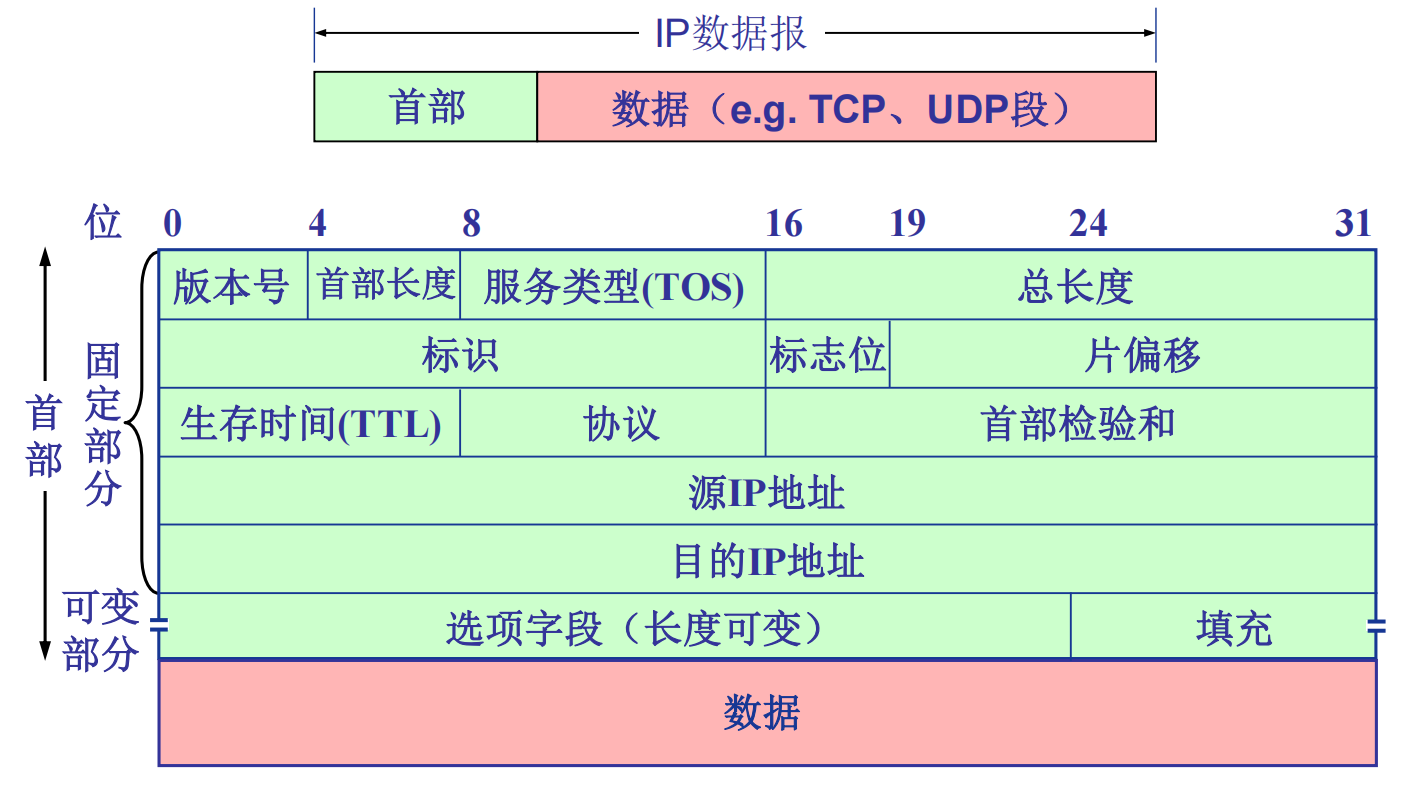 IP数据报
首部
数据（e.g. TCP、UDP段）
位 0 4 8 16 19 24 31
版本号 首部长度 服务类型(TOS) 总长度
标识 标志位 片偏移
生存时间(TTL) 协议 首部检验和
源IP地址
目的IP地址
选项字段（长度可变） 填充
数据
首部
固定部分
可变
部分